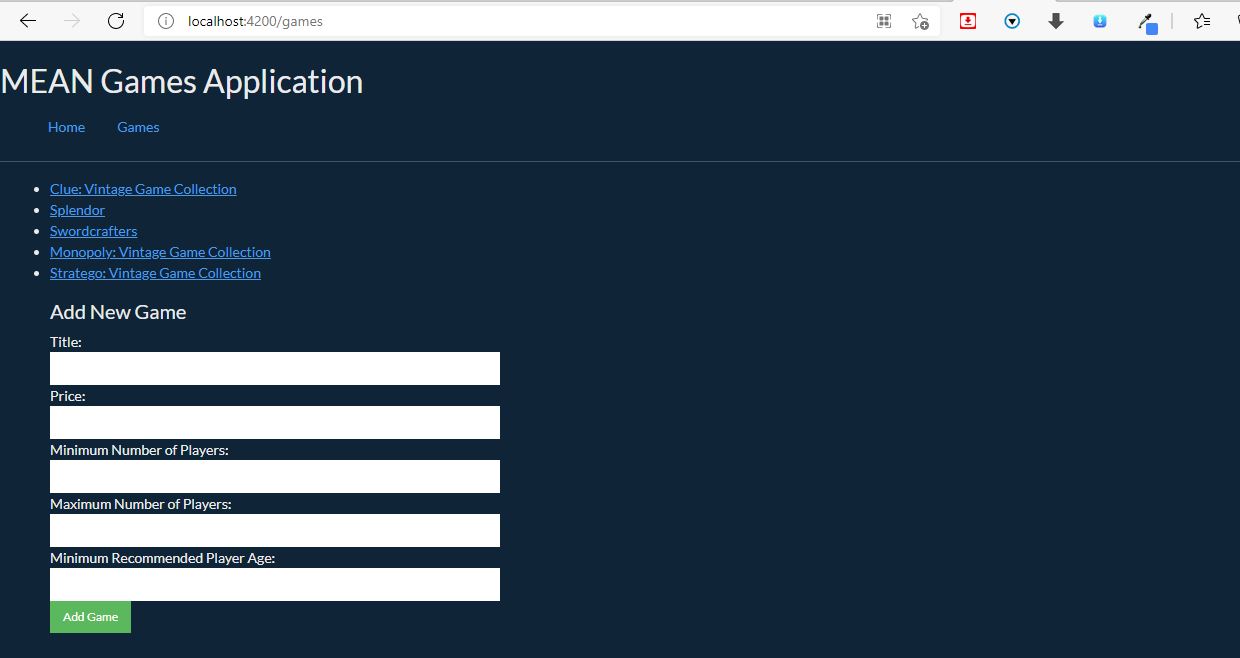 localhost:4200/games
MEAN Games Application
Home Games
Clue: Vintage Game Collection
Splendor
Swordcrafters
Monopoly: Vintage Game Collection
Stratego: Vintage Game Collection
Add New Game
Title:
Price:
Minimum Number of Players:
Maximum Number of Players:
Minimum Recommended Player Age:
Add Game